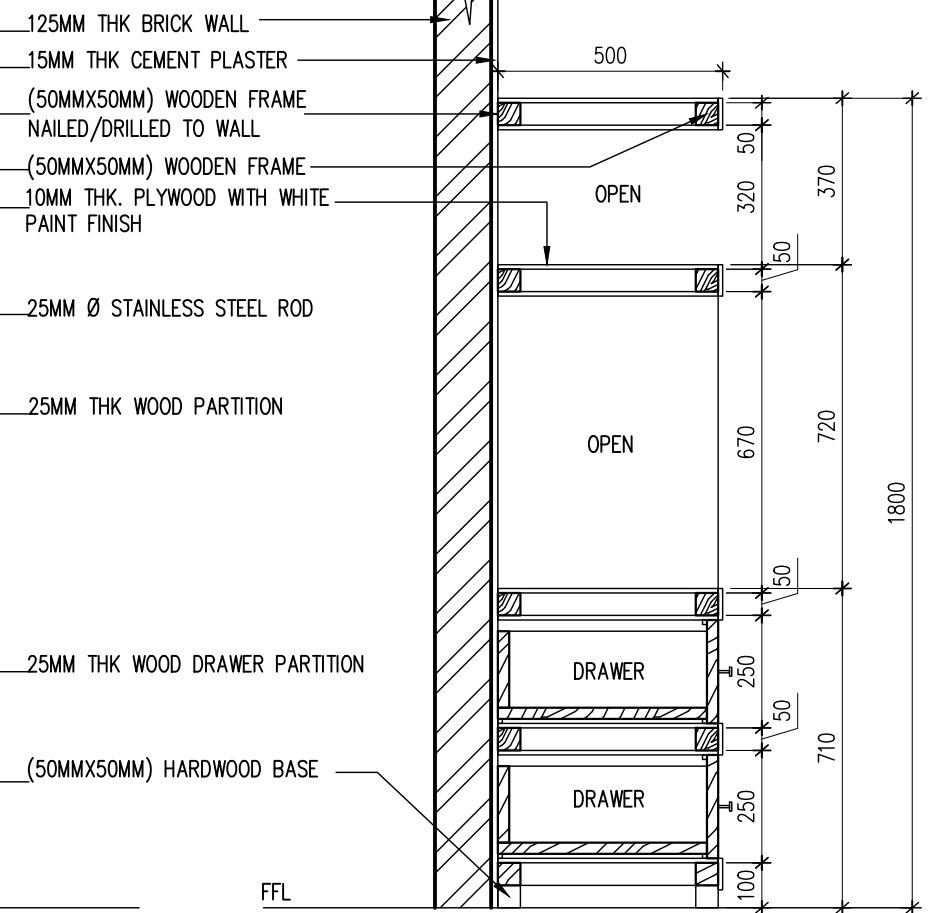 125MM THK BRICK WALL
15MM THK CEMENT PLASTER
(50MMX50MM) WOODEN FRAME
NAILED/DRILLED TO WALL
(50MMX50MM) WOODEN FRAME
10MM THK. PLYWOOD WITH WHITE
PAINT FINISH
25MM Ø STAINLESS STEEL ROD
25MM THK WOOD PARTITION
25MM THK WOOD DRAWER PARTITION
(50MMX50MM) HARDWOOD BASE
FFL
500
OPEN
OPEN
DRAWER
DRAWER
50
320
50
670
50
250
50
250
100
370
720
710
1800